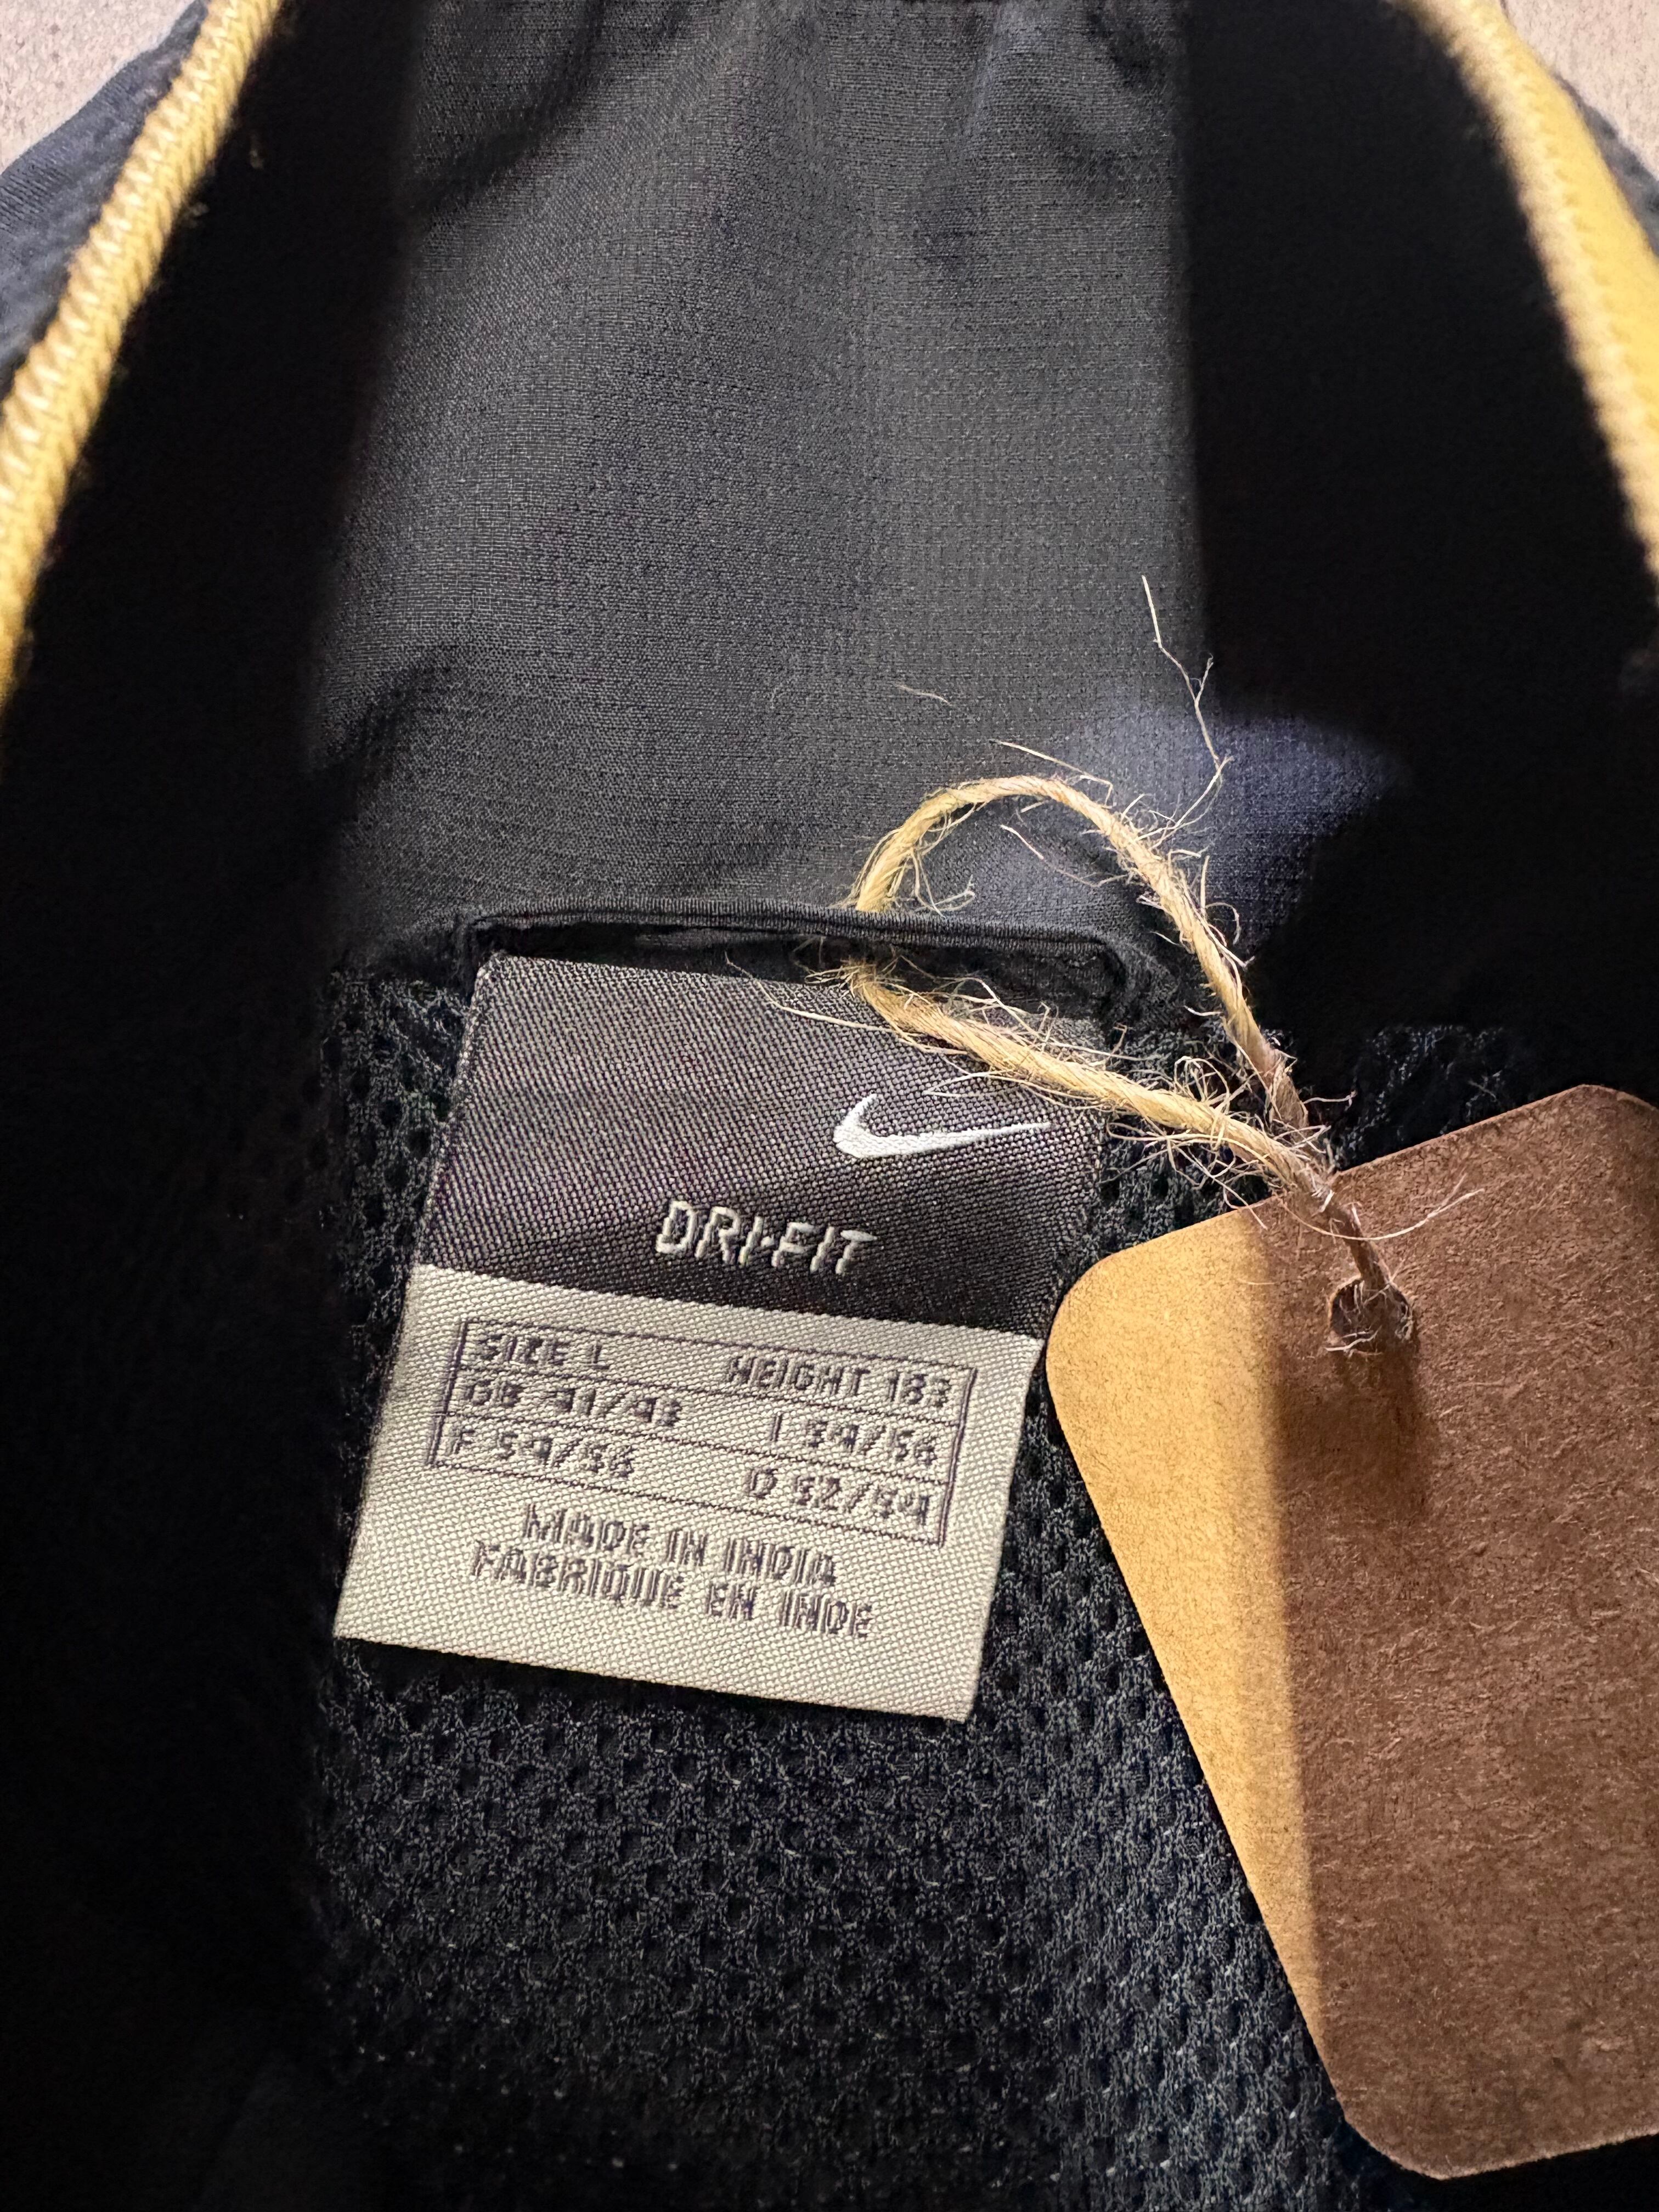 DRI-FIT
SIZE L HEIGHT 183
GB 41/43 I 54/56
F 54/56 D 52/54
MADE IN INDIA
FABRIQUE EN INDE